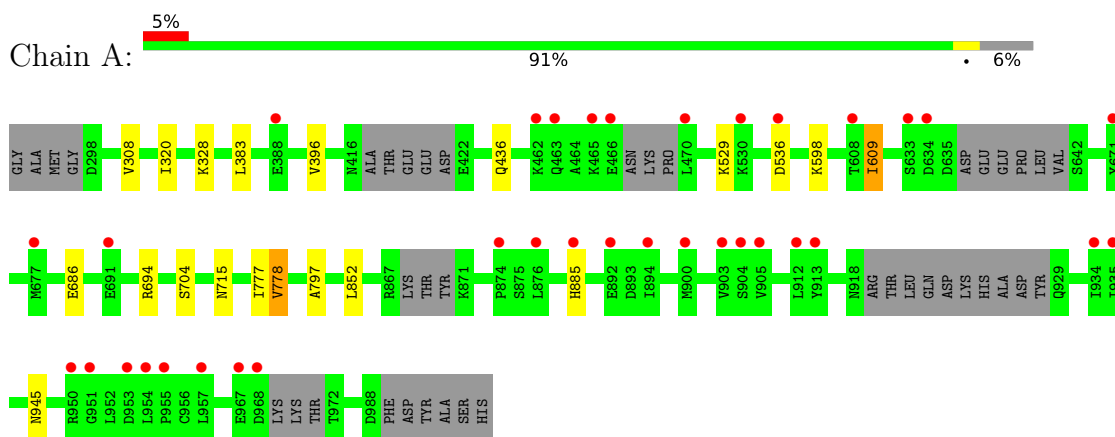 5%
Chain A:
91% • 6%
GLY ALA MET GLY D298 V308 I320 K328 L383 E388 V396 N416 ALA THR GLU GLU ASP E422 Q436 K462 Q463 A464 K465 E466 ASN LYS PRO L470 K529 K530 D536 K598 T608 I609 S633 D634 D635 ASP GLU GLU PRO LEU VAL S642 Y671
M677 E686 E691 R694 S704 N715 I777 V778 A797 L852 R867 LYS THR TYR K871 P874 S875 L876 H885 E892 D893 I894 M900 V903 S904 V905 L912 Y913 N918 ARG THR LEU GLN ASP LYS HIS ALA ASP TYR Q929 I934
N945 R950 G951 L952 D953 L954 P955 C956 L957 E967 D968 LYS LYS THR T972 D988 PHE ASP TYR ALA SER HIS